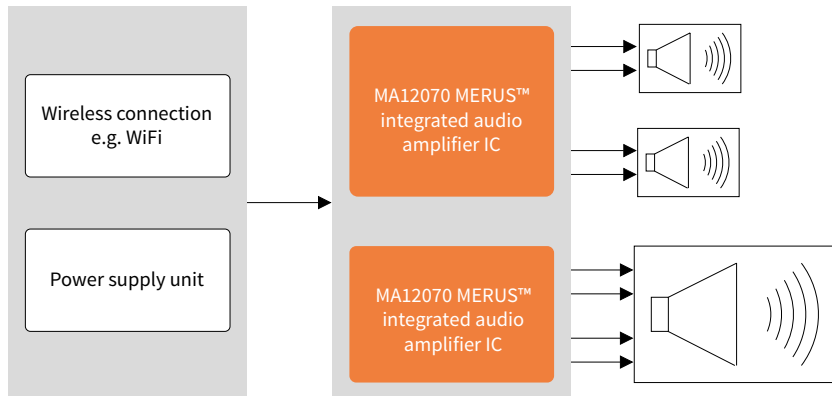 Wireless connection
e.g. WiFi
Power supply unit
MA12070 MERUS™
integrated audio
amplifier IC
MA12070 MERUS™
integrated audio
amplifier IC